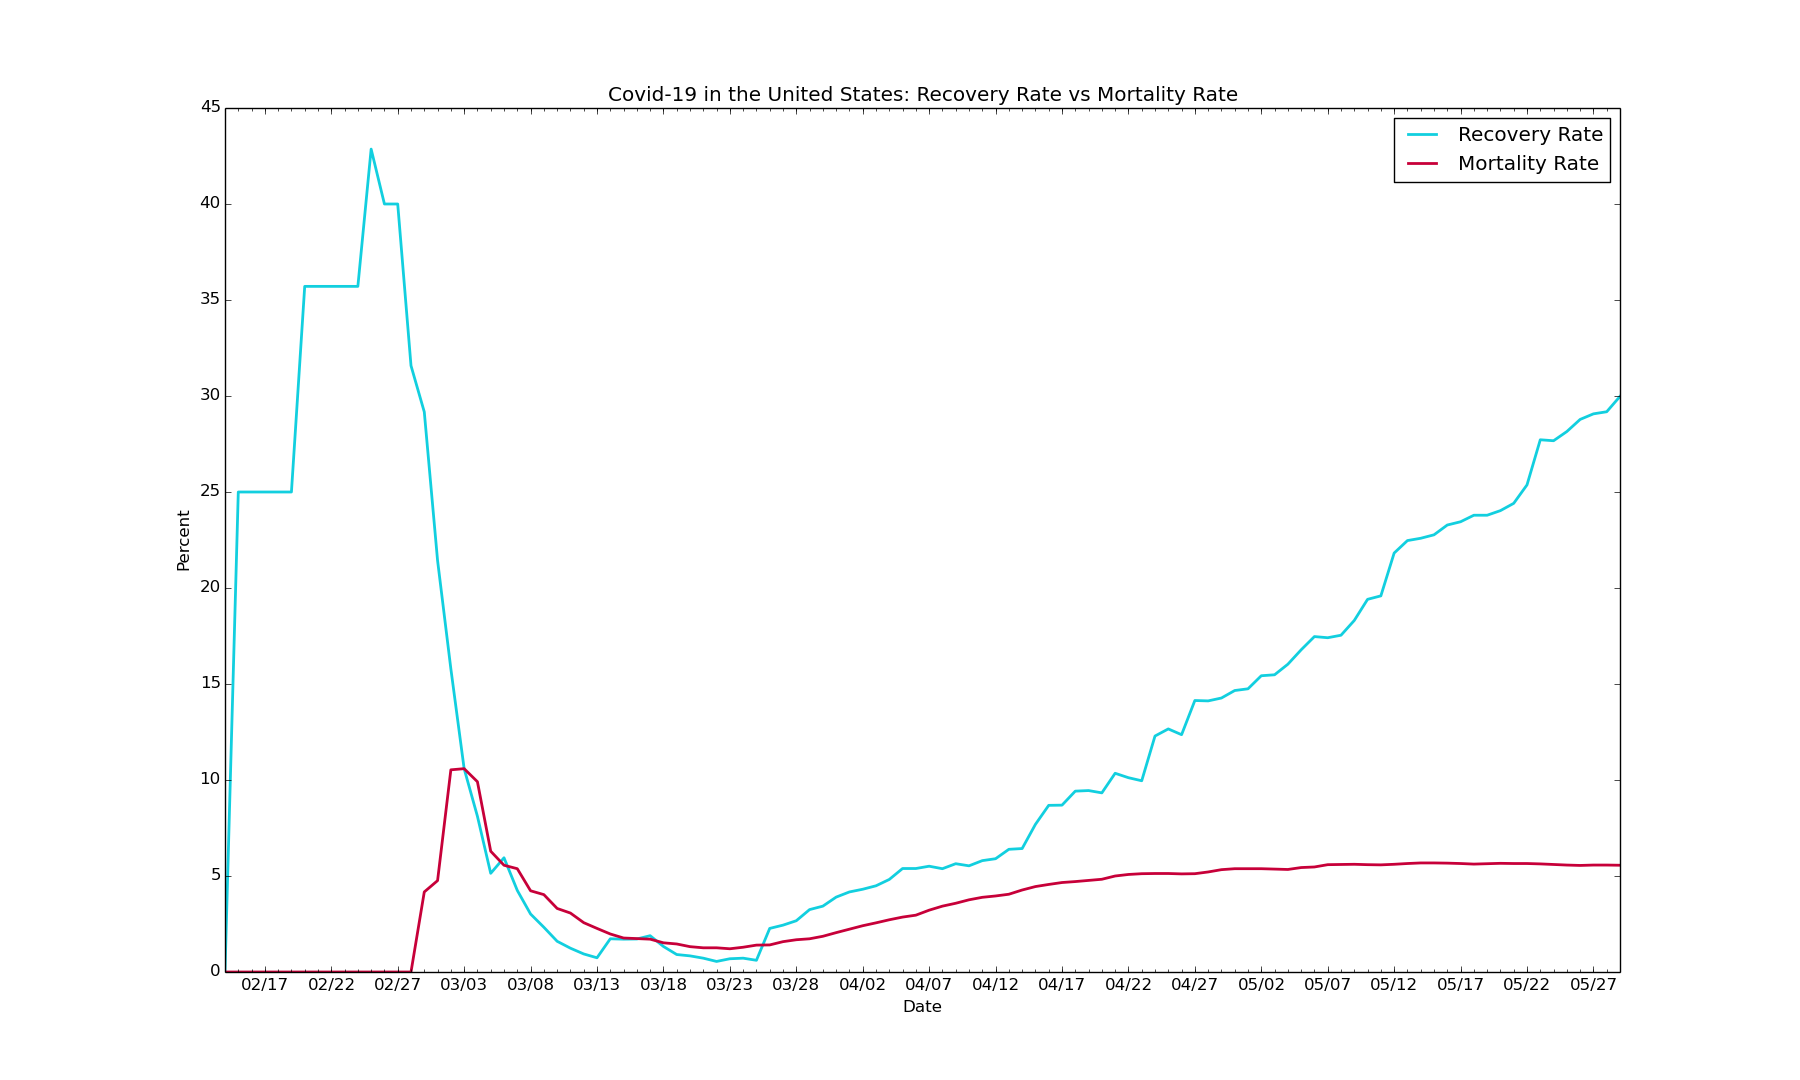 Covid-19 in the United States: Recovery Rate vs Mortality Rate
45
40
35
30
25
20
15
10
5
0
Percent
Recovery Rate
Mortality Rate
02/17 02/22 02/27 03/03 03/08 03/13 03/18 03/23 03/28 04/02 04/07 04/12 04/17 04/22 04/27 05/02 05/07 05/12 05/17 05/22 05/27
Date